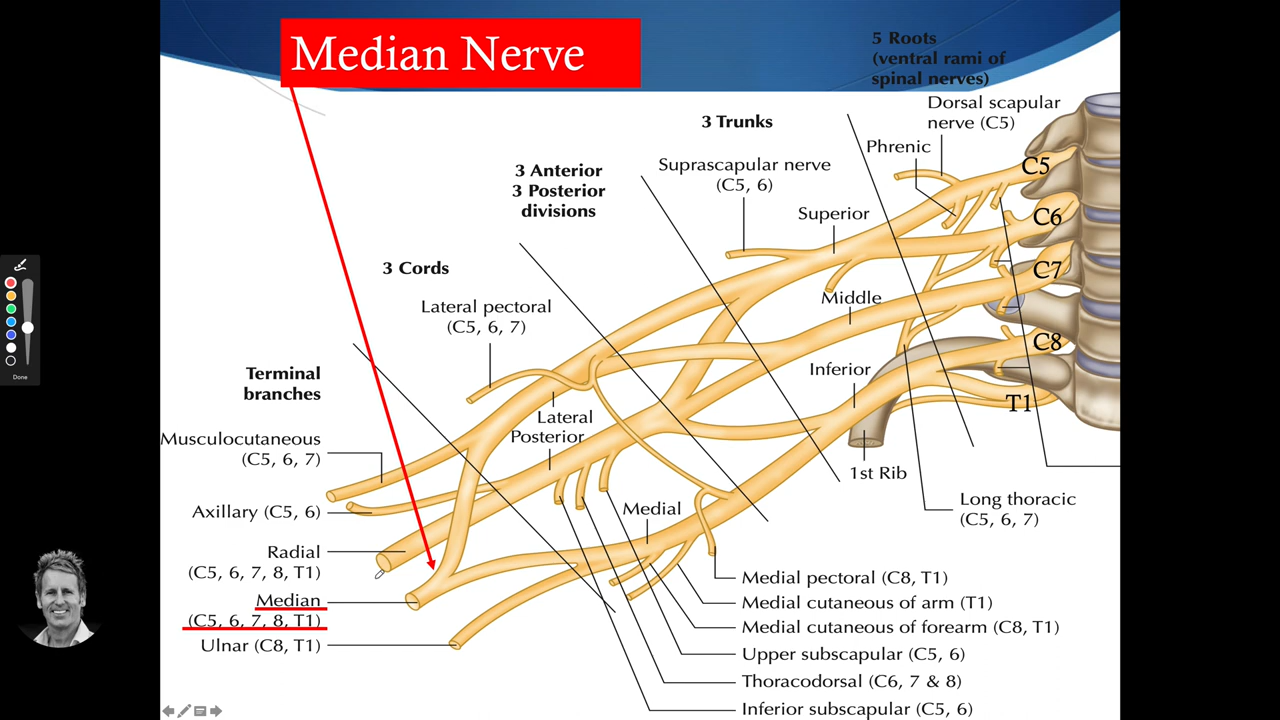 Median Nerve
5 Roots
(ventral rami of
spinal nerves)
Dorsal scapular
nerve (C5)
3 Trunks
Phrenic
3 Anterior
3 Posterior
divisions
Suprascapular nerve
(C5, 6)
C5
Superior
C6
3 Cords
C7
Lateral pectoral
(C5, 6, 7)
Middle
C8
Inferior
Terminal
branches
T1
Lateral
Posterior
Musculocutaneous
(C5, 6, 7)
1st Rib
Long thoracic
(C5, 6, 7)
Axillary (C5, 6)
Medial
Radial
(C5, 6, 7, 8, T1)
Median
(C5, 6, 7, 8, T1)
Ulnar (C8, T1)
Medial pectoral (C8, T1)
Medial cutaneous of arm (T1)
Medial cutaneous of forearm (C8, T1)
Upper subscapular (C5, 6)
Thoracodorsal (C6, 7 & 8)
Inferior subscapular (C5, 6)
Done